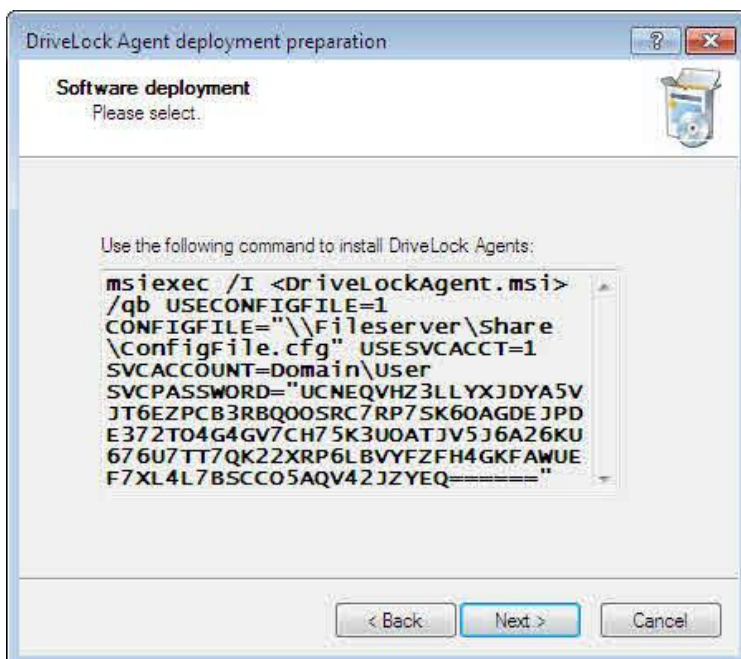 DriveLock Agent deployment preparation
Software deployment
Please select.
Use the following command to install DriveLock Agents:
msiexec /I <DriveLockAgent.msi>
/qb USECONFIGFILE=1
CONFIGFILE="\\Fileserver\Share
\ConfigFile.cfg" USESVCACCT=1
SVCACCOUNT=Domain\User
SVCPASSWORD="UCNEQVHZ3LLYXJDYA5V
JT6EZPCB3RBQOOSRC7RP7SK6OAGDEJPD
E372TO4G4GV7CH75K3UOATJV5J6A26KU
676U7TT7QK22XRP6LBVYFZFH4GKFAWUE
F7XL4L7BSCCO5AQV42JZYEQ======"
< Back
Next >
Cancel